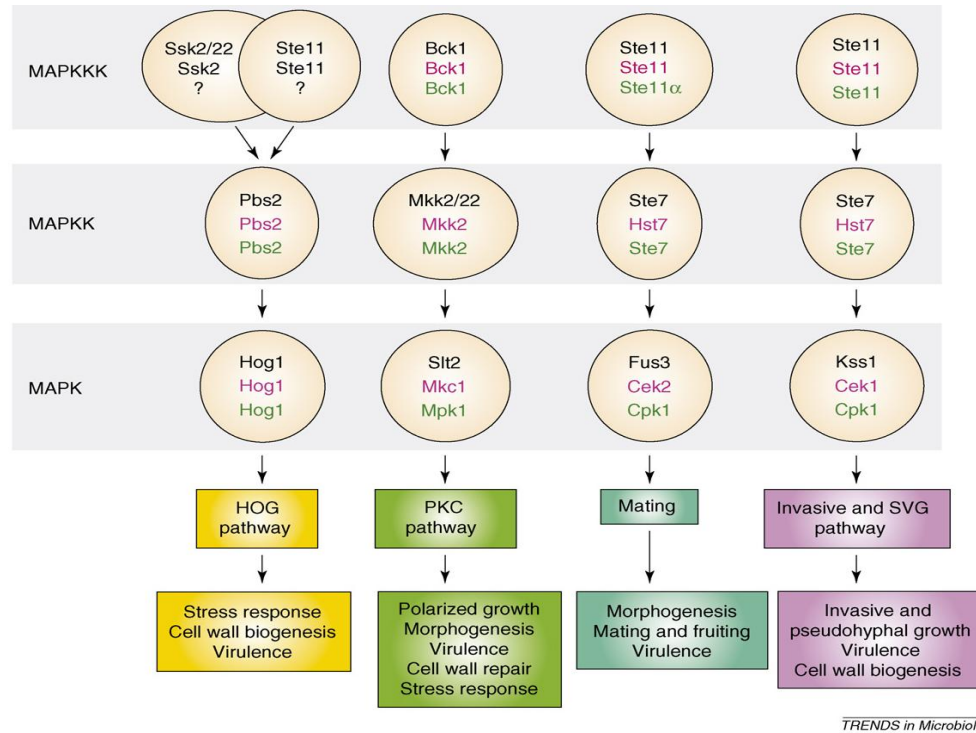 MAPKKK
Ssk2/22
Ssk2
?
Ste11
Ste11
?
Bck1
Bck1
Bck1
Ste11
Ste11
Ste11α
Ste11
Ste11
Ste11
MAPKK
Pbs2
Pbs2
Pbs2
Mkk2/22
Mkk2
Mkk2
Ste7
Hst7
Ste7
Ste7
Hst7
Ste7
MAPK
Hog1
Hog1
Hog1
Slt2
Mkc1
Mpk1
Fus3
Cek2
Cpk1
Kss1
Cek1
Cpk1
HOG
pathway
PKC
pathway
Mating
Invasive and SVG
pathway
Stress response
Cell wall biogenesis
Virulence
Polarized growth
Morphogenesis
Virulence
Cell wall repair
Stress response
Morphogenesis
Mating and fruiting
Virulence
Invasive and
pseudohyphal growth
Virulence
Cell wall biogenesis
TRENDS in Microbiol